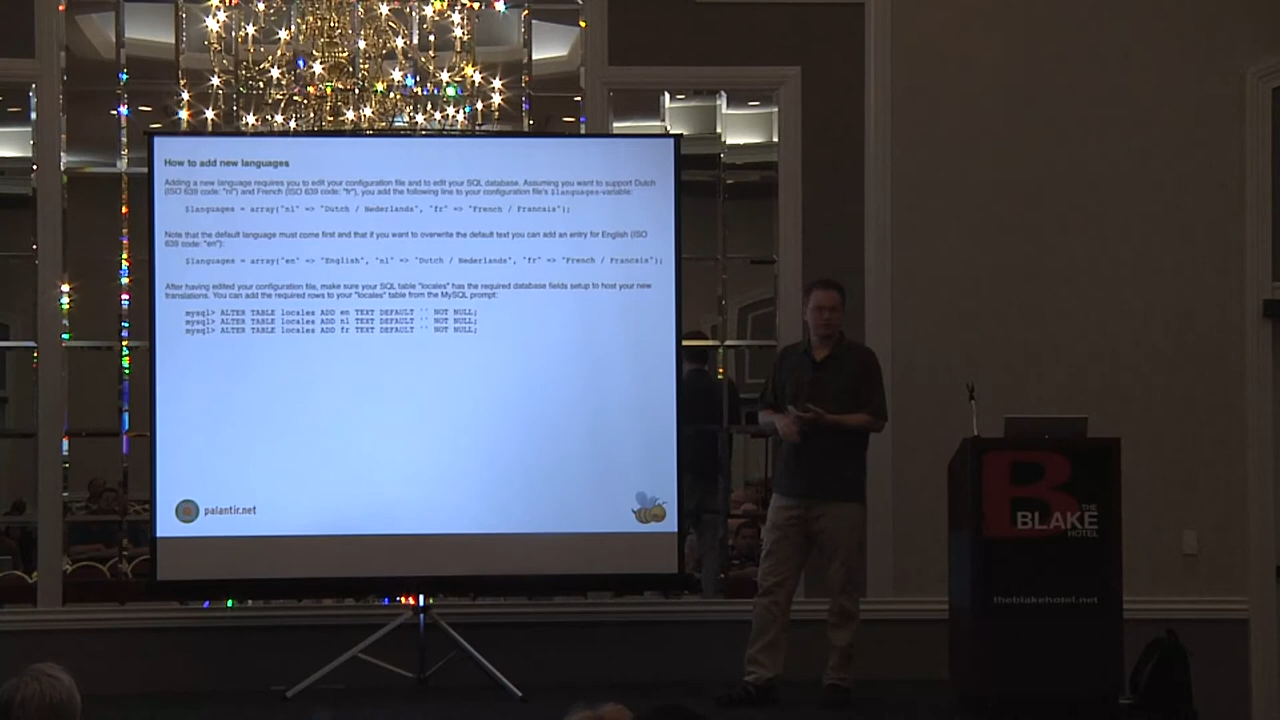 How to add new languages
Adding a new language requires you to edit your configuration file and to edit your SQL database. Assuming you want to support Dutch
(ISO 639 code: "nl") and French (ISO 639 code: "fr"), you add the following line to your configuration file's $languages-variable:
$languages = array("nl" => "Dutch / Nederlands", "fr" => "French / Francais");
Note that the default language must come first and that if you want to overwrite the default text you can add an entry for English (ISO
639 code: "en"):
$languages = array("en" => "English", "nl" => "Dutch / Nederlands", "fr" => "French / Francais");
After having edited your configuration file, make sure your SQL table "locales" has the required database fields setup to host your new
translations. You can add the required rows to your "locales" table from the MySQL prompt:
mysql> ALTER TABLE locales ADD en TEXT DEFAULT '' NOT NULL;
mysql> ALTER TABLE locales ADD nl TEXT DEFAULT '' NOT NULL;
mysql> ALTER TABLE locales ADD fr TEXT DEFAULT '' NOT NULL;
palantir.net
B
THE
BLAKE
HOTEL
theblakehotel.net